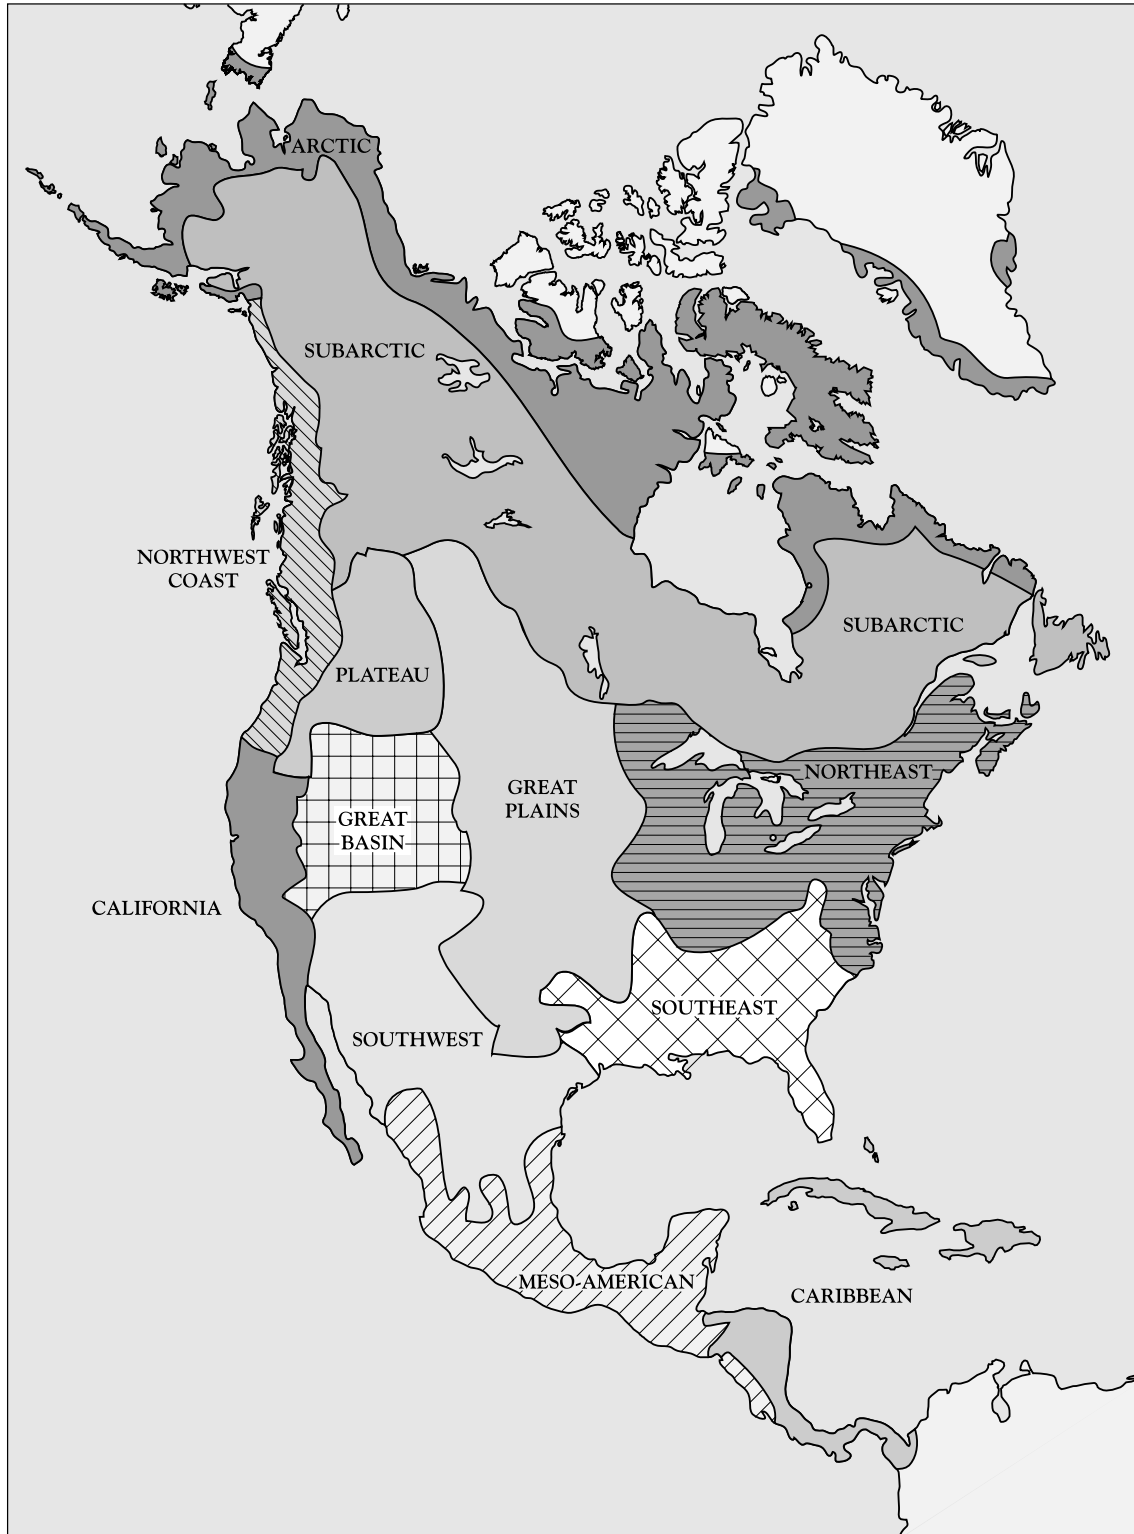 ARCTIC
SUBARCTIC
NORTHWEST
COAST
SUBARCTIC
PLATEAU
NORTHEAST
GREAT
PLAINS
GREAT
BASIN
CALIFORNIA
SOUTHEAST
SOUTHWEST
MESO-AMERICAN
CARIBBEAN